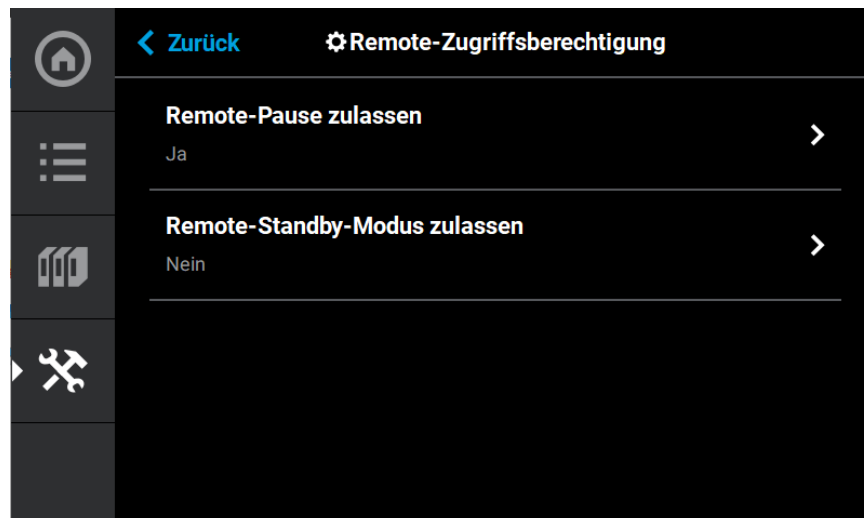 Zurück
Remote-Zugriffsberechtigung
Remote-Pause zulassen
Ja
Remote-Standby-Modus zulassen
Nein